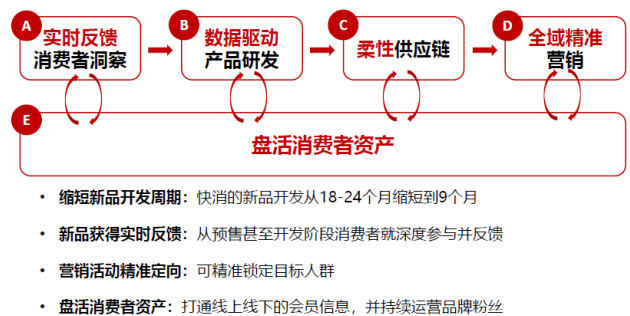 A
实时反馈
消费者洞察
B
数据驱动
产品研发
C
柔性供应链
D
全域精准
营销
E
盘活消费者资产
• 缩短新品开发周期：快消的新品开发从18-24个月缩短到9个月
• 新品获得实时反馈：从预售甚至开发阶段消费者就深度参与并反馈
• 营销活动精准定向：可精准锁定目标人群
• 盘活消费者资产：打通线上线下的会员信息，并持续运营品牌粉丝